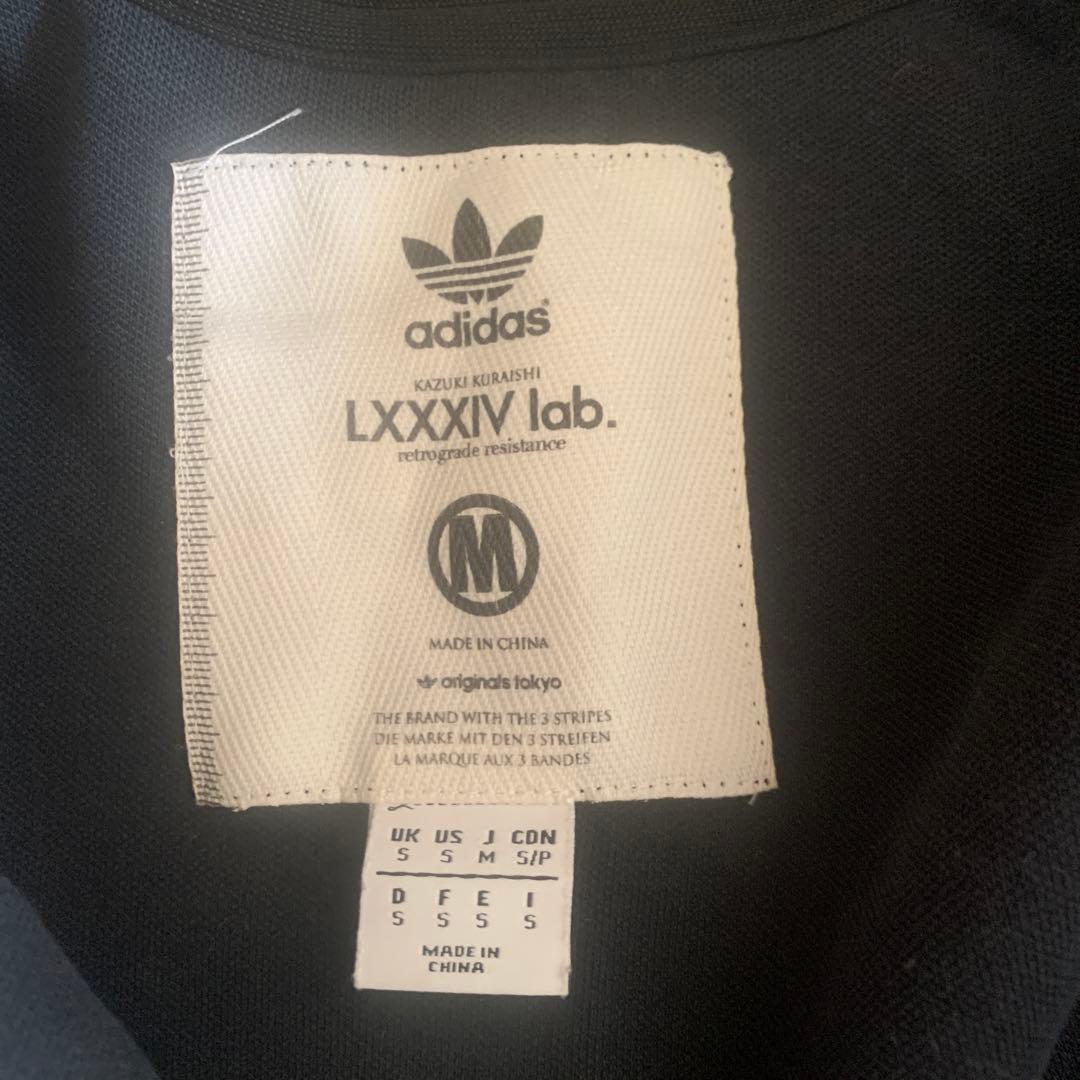 adidas®
KAZUKI KURAISHI
LXXXIV lab.
retrograde resistance
M
MADE IN CHINA
originals tokyo
THE BRAND WITH THE 3 STRIPES
DIE MARKE MIT DEN 3 STREIFEN
LA MARQUE AUX 3 BANDES
UK US J CDN
S S M S/P
D F E I
S S S S
MADE IN
CHINA